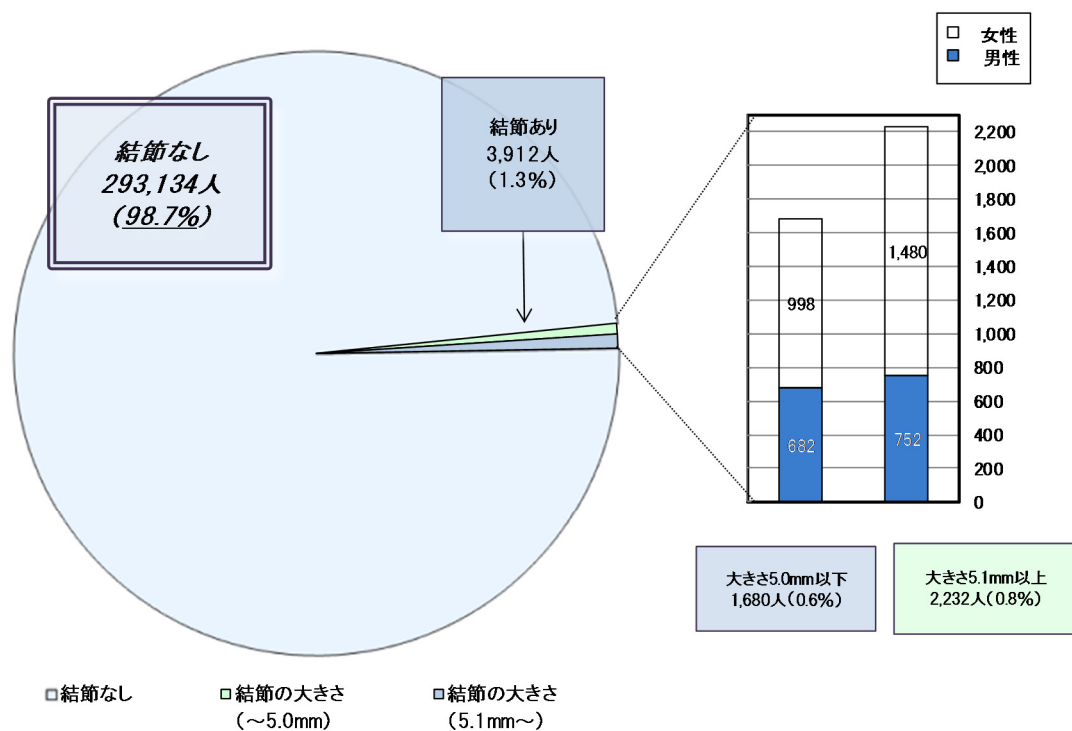 女性
男性
結節なし
293,134人
(98.7%)
結節あり
3,912人
(1.3%)
2,200
2,000
1,800
1,600
1,400
1,200
1,000
800
600
400
200
0
998
1,480
682
752
大きさ5.0mm以下
1,680人(0.6%)
大きさ5.1mm以上
2,232人(0.8%)
結節なし
結節の大きさ
(～5.0mm)
結節の大きさ
(5.1mm～)